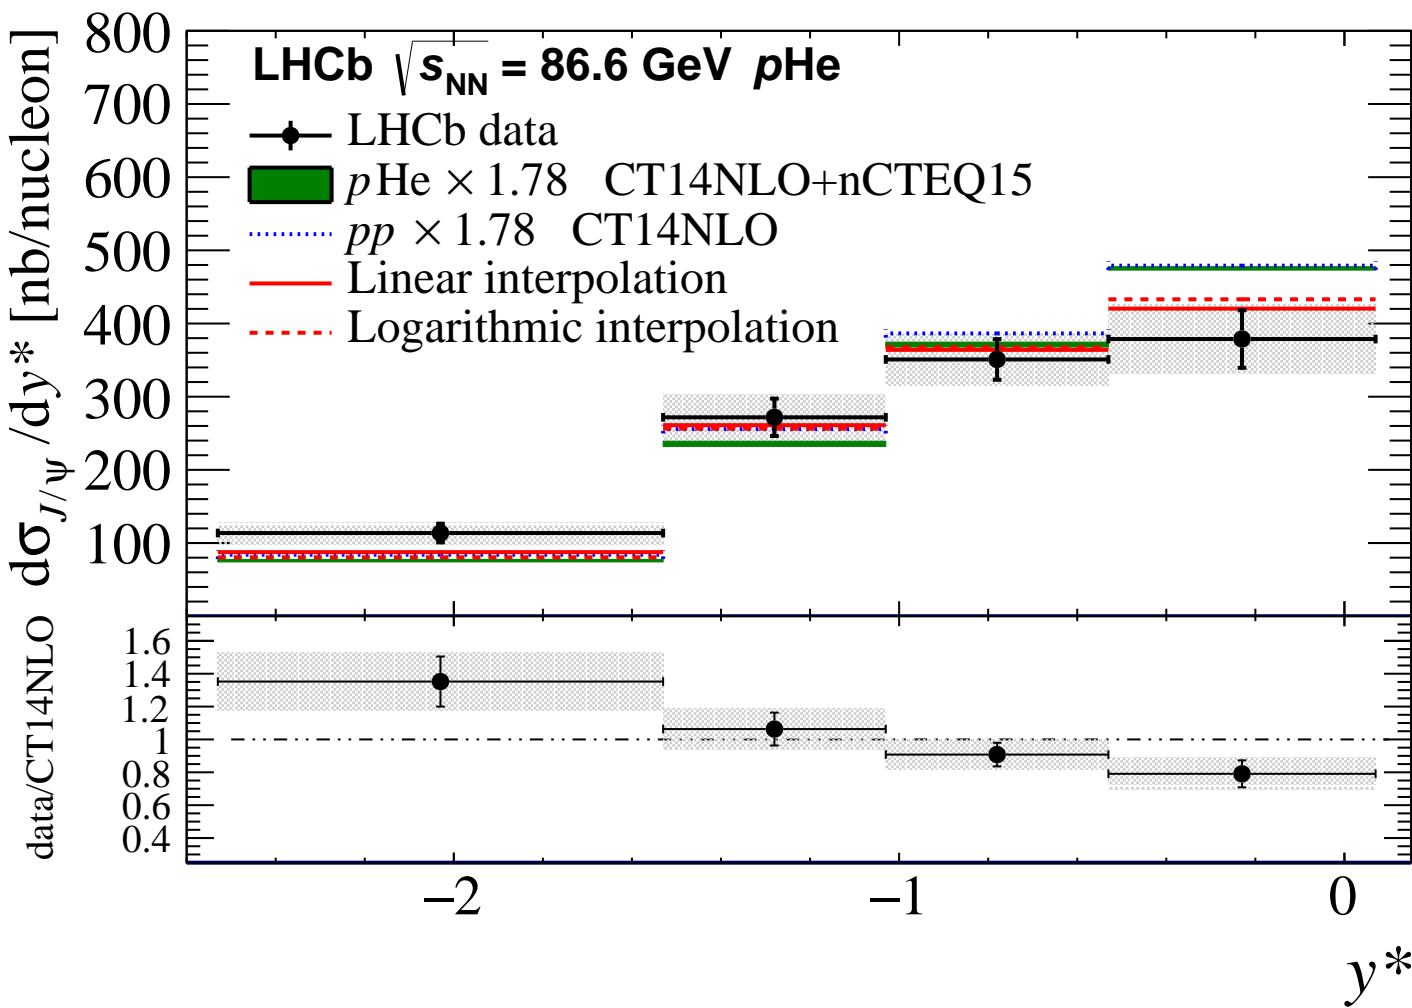 LHCb √sNN = 86.6 GeV pHe
LHCb data
pHe × 1.78 CT14NLO+nCTEQ15
pp × 1.78 CT14NLO
Linear interpolation
Logarithmic interpolation
dσJ/ψ /dy* [nb/nucleon]
800
700
600
500
400
300
200
100
data/CT14NLO
1.6
1.4
1.2
1
0.8
0.6
0.4
−2 −1 0
y*